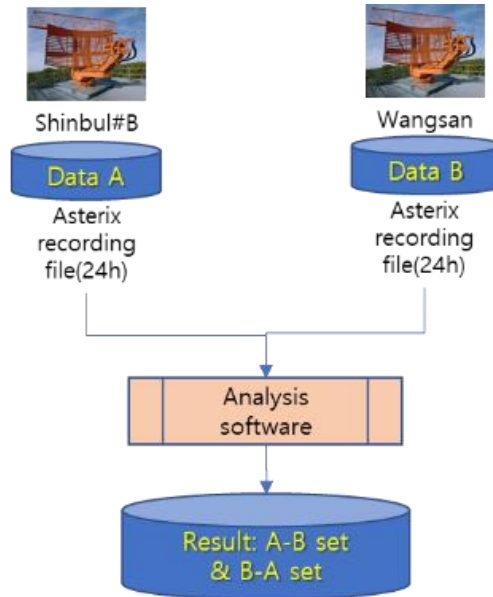 Shinbul#B
Wangsan
Data A
Data B
Asterix
recording
file(24h)
Asterix
recording
file(24h)
Analysis
software
Result: A-B set
& B-A set